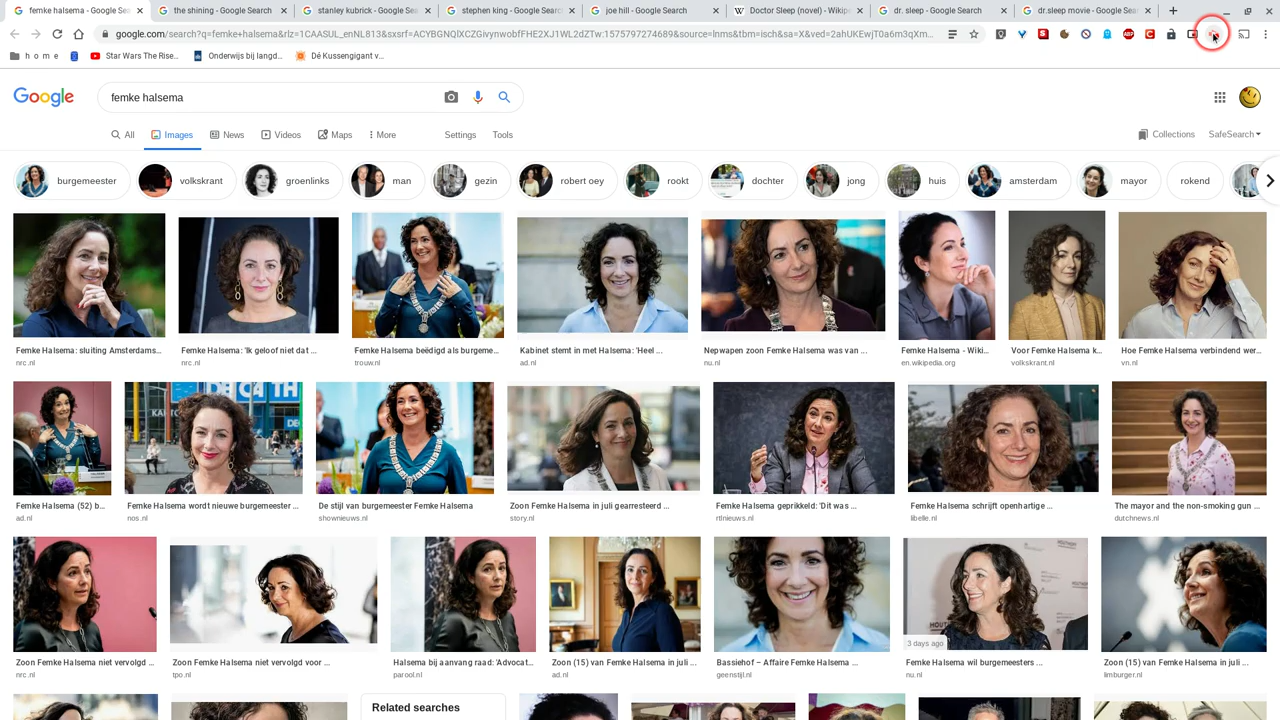 femke halsema - Google Sea
the shining - Google Search
stanley kubrick - Google Sea
stephen king - Google Search
joe hill - Google Search
Doctor Sleep (novel) - Wikip
dr. sleep - Google Search
dr.sleep movie - Google Sea
google.com/search?q=femke+halsema&rlz=1CAASUL_enNL813&sxsrf=ACYBGNQlXCZGivynwobfFHE2XJ1WL2dZTw:1575797274689&source=lnms&tbm=isch&sa=X&ved=2ahUKEwjT0a6m3qXm...
h o m e
Star Wars The Rise...
Onderwijs bij langd...
Dé Kussengigant v...
Google
femke halsema
All
Images
News
Videos
Maps
More
Settings
Tools
Collections
SafeSearch
burgemeester
volkskrant
groenlinks
man
gezin
robert oey
rookt
dochter
jong
huis
amsterdam
mayor
rokend
Femke Halsema: sluiting Amsterdams...
nrc.nl
Femke Halsema: 'Ik geloof niet dat ...
nrc.nl
Femke Halsema beëdigd als burgeme...
trouw.nl
Kabinet stemt in met Halsema: 'Heel ...
ad.nl
Nepwapen zoon Femke Halsema was van ...
nu.nl
Femke Halsema - Wiki...
en.wikipedia.org
Voor Femke Halsema k...
volkskrant.nl
Hoe Femke Halsema verbindend wer...
vn.nl
Femke Halsema (52) b...
ad.nl
Femke Halsema wordt nieuwe burgemeester ...
nos.nl
De stijl van burgemeester Femke Halsema
shownieuws.nl
Zoon Femke Halsema in juli gearresteerd ...
story.nl
Femke Halsema geprikkeld: 'Dit was ...
rtlnieuws.nl
Femke Halsema schrijft openhartige ...
libelle.nl
The mayor and the non-smoking gun ...
dutchnews.nl
Zoon Femke Halsema niet vervolgd ...
nrc.nl
Zoon Femke Halsema niet vervolgd voor ...
tpo.nl
Halsema bij aanvang raad: 'Advocat...
parool.nl
Zoon (15) van Femke Halsema in juli ...
ad.nl
Bassiehof – Affaire Femke Halsema ...
geenstijl.nl
3 days ago
Femke Halsema wil burgemeesters ...
nu.nl
Zoon (15) van Femke Halsema in juli ...
limburger.nl
Related searches